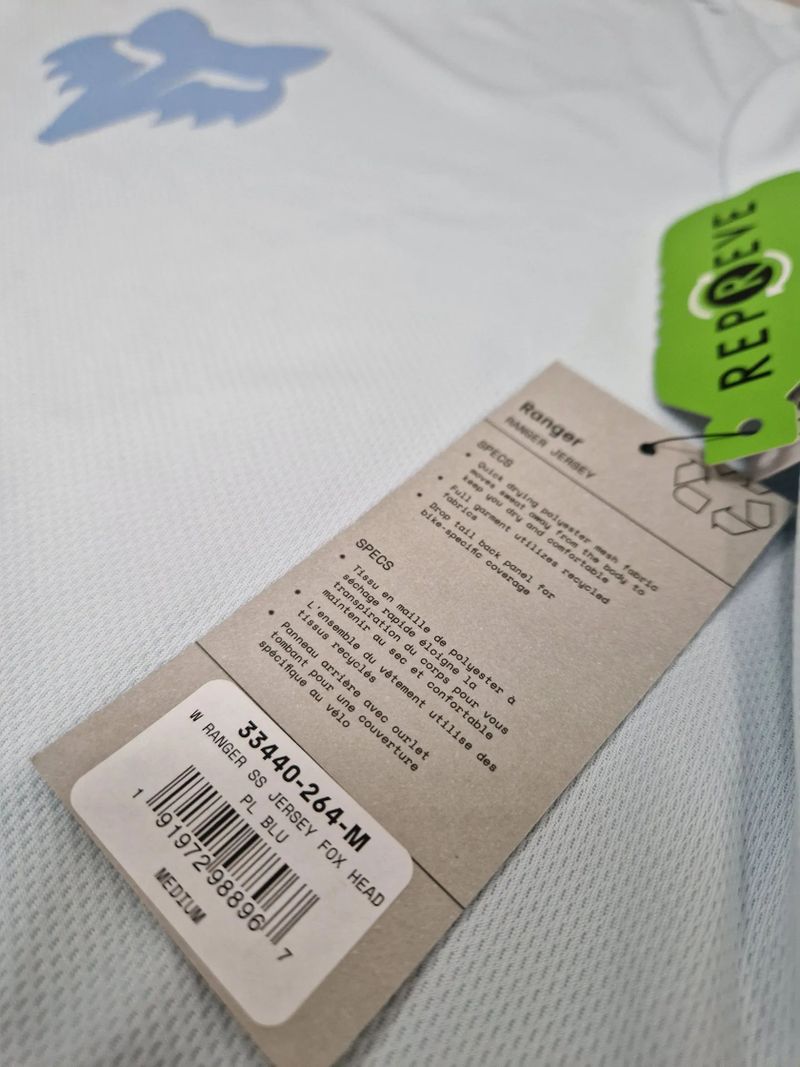 REPREVE
Ranger
RANGER JERSEY
SPECS
• Quick drying polyester mesh fabric
moves sweat away from the body to
keep you dry and comfortable
• Full garment utilizes recycled
fabrics
• Drop tail back panel for
bike-specific coverage
SPECS
• Tissu en maille de polyester à
séchage rapide éloigne la
transpiration du corps pour vous
maintenir au sec et confortable
• L'ensemble du vêtement utilise des
tissus recyclés
• Panneau arrière avec ourlet
tombant pour une couverture
spécifique au vélo
33440-264-M
W RANGER SS JERSEY FOX HEAD
PL BLU
1 91972 98896 7
MEDIUM